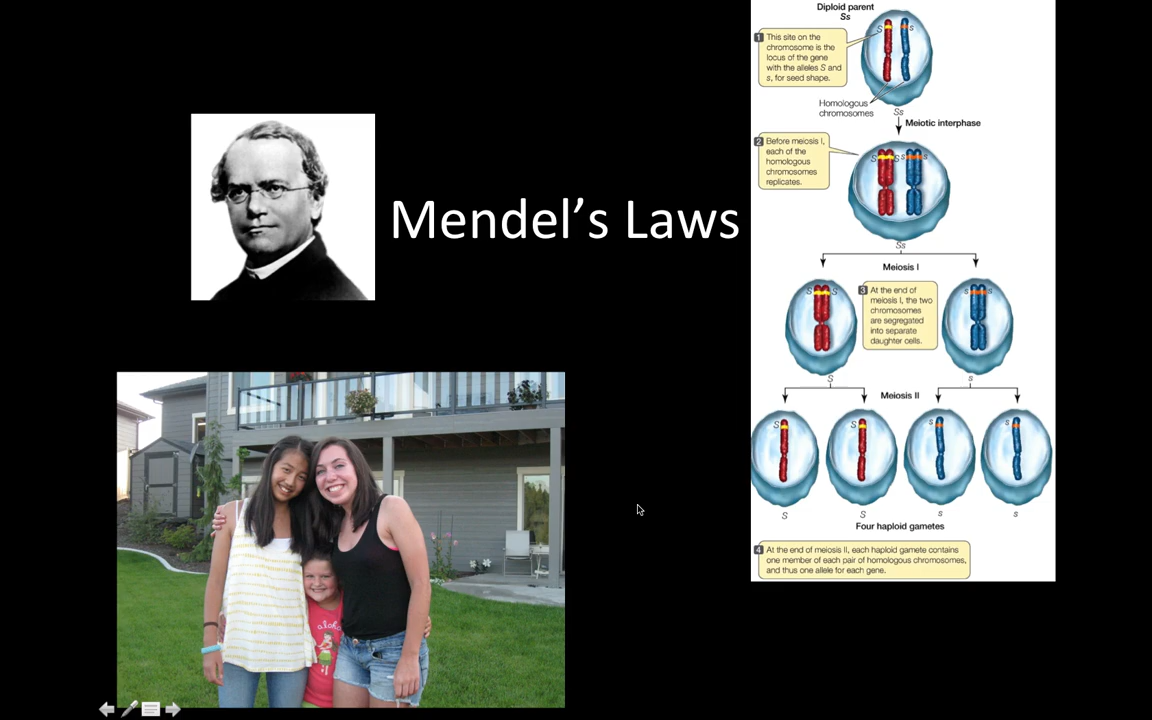 Mendel's Laws
Diploid parent
Ss
S s
1 This site on the
chromosome is the
locus of the gene
with the alleles S and
s, for seed shape.
Homologous
chromosomes
Ss
Meiotic interphase
2 Before meiosis I,
each of the
homologous
chromosomes
replicates.
S S s s
Ss
Meiosis I
S S
3 At the end of
meiosis I, the two
chromosomes
are segregated
into separate
daughter cells.
s s
S s
Meiosis II
S S s s
S S s s
Four haploid gametes
4 At the end of meiosis II, each haploid gamete contains
one member of each pair of homologous chromosomes,
and thus one allele for each gene.
aloha